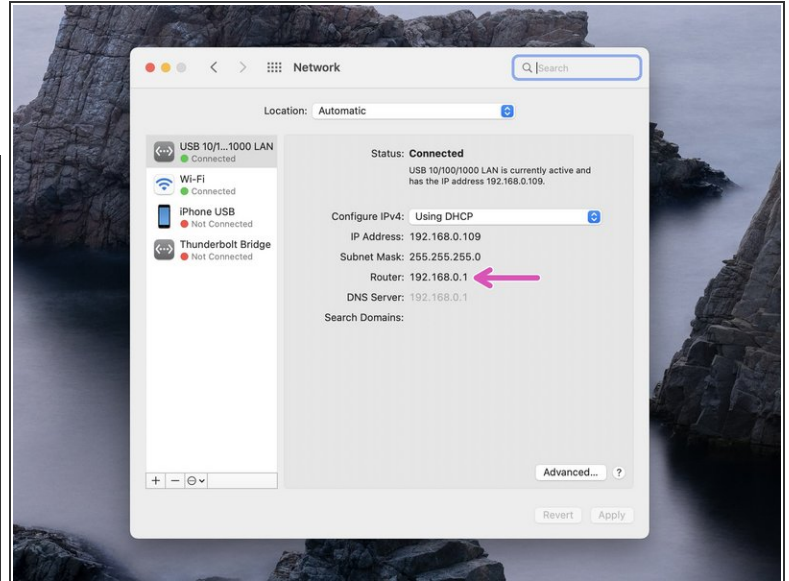 Network
Search
Location: Automatic
USB 10/1...1000 LAN
Connected
Wi-Fi
Connected
iPhone USB
Not Connected
Thunderbolt Bridge
Not Connected
Status: Connected
USB 10/100/1000 LAN is currently active and
has the IP address 192.168.0.109.
Configure IPv4: Using DHCP
IP Address: 192.168.0.109
Subnet Mask: 255.255.255.0
Router: 192.168.0.1
DNS Server: 192.168.0.1
Search Domains:
Advanced... ?
Revert Apply